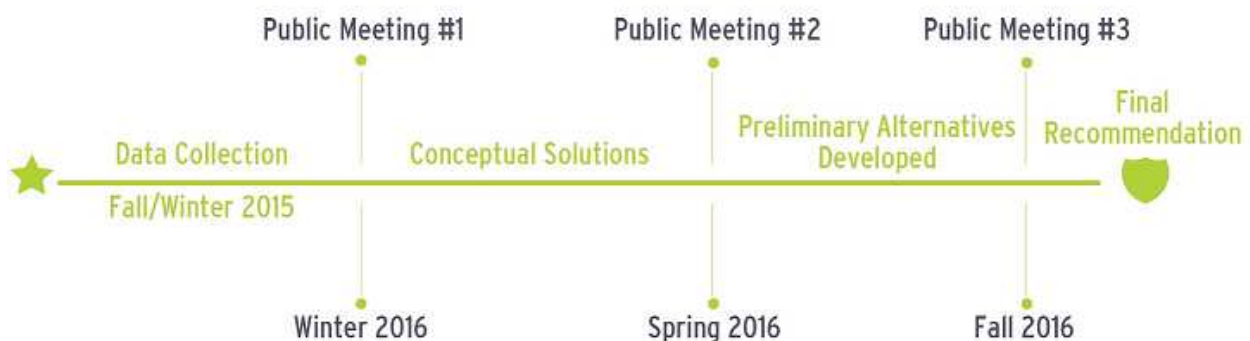 Public Meeting #1
Public Meeting #2
Public Meeting #3
Data Collection
Conceptual Solutions
Preliminary Alternatives
Developed
Final
Recommendation
Fall/Winter 2015
Winter 2016
Spring 2016
Fall 2016